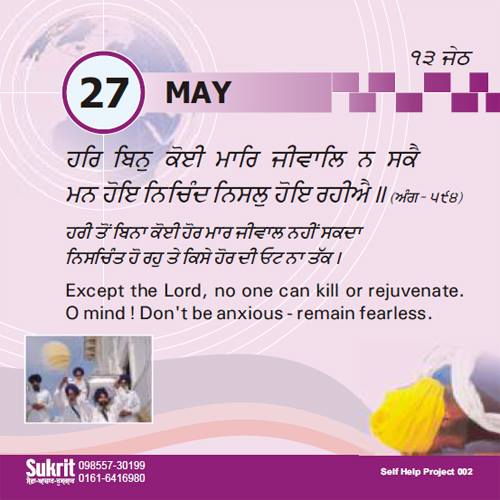 ੧੩ ਜੇਠ
27 MAY
ਹਰਿ ਬਿਨੁ ਕੋਈ ਮਾਰਿ ਜੀਵਾਲਿ ਨ ਸਕੈ
ਮਨ ਹੋਇ ਨਿਚਿੰਦ ਨਿਸਲੁ ਹੋਇ ਰਹੀਐ॥ (ਅੰਗ - ੫੯੪)
ਹਰੀ ਤੋਂ ਬਿਨਾ ਕੋਈ ਹੋਰ ਮਾਰ ਜੀਵਾਲ ਨਹੀਂ ਸਕਦਾ
ਨਿਸਚਿੰਤ ਹੋ ਰਹੁ ਤੇ ਕਿਸੇ ਹੋਰ ਦੀ ਓਟ ਨਾ ਤੱਕ।
Except the Lord, no one can kill or rejuvenate.
O mind ! Don't be anxious - remain fearless.
Sukrit 098557-30199
0161-6416980
Self Help Project 002